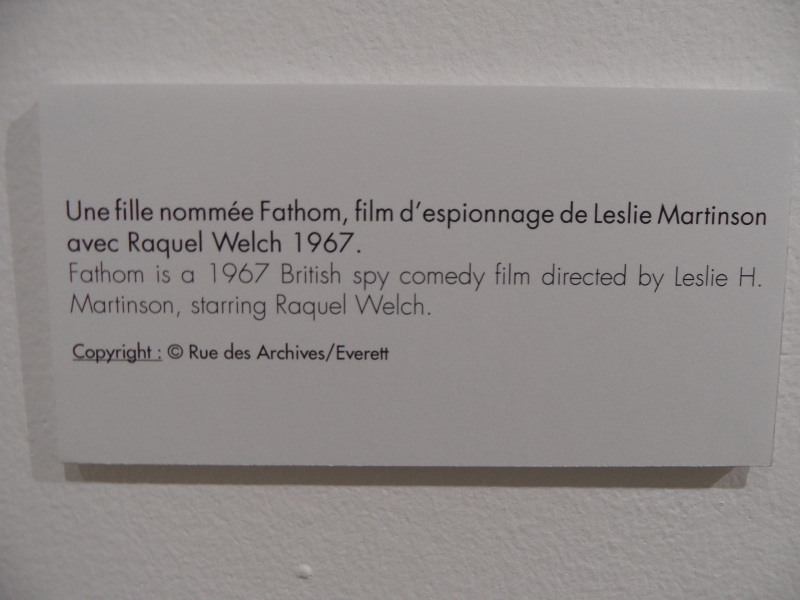 Une fille nommée Fathom, film d'espionnage de Leslie Martinson
avec Raquel Welch 1967.
Fathom is a 1967 British spy comedy film directed by Leslie H.
Martinson, starring Raquel Welch.
Copyright : © Rue des Archives/Everett